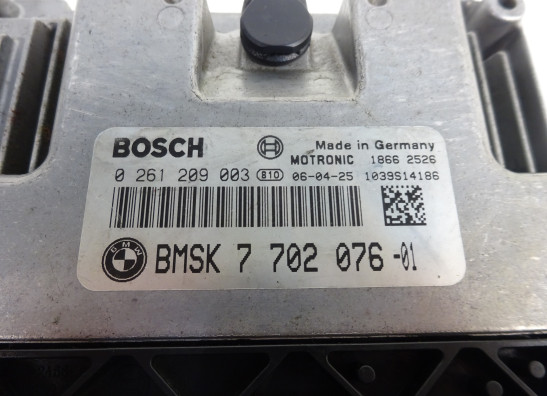 BOSCH Made in Germany
MOTRONIC 1866 2526
0 261 209 003 810 06-04-25 1039S14186
BMW BMSK 7 702 076-01